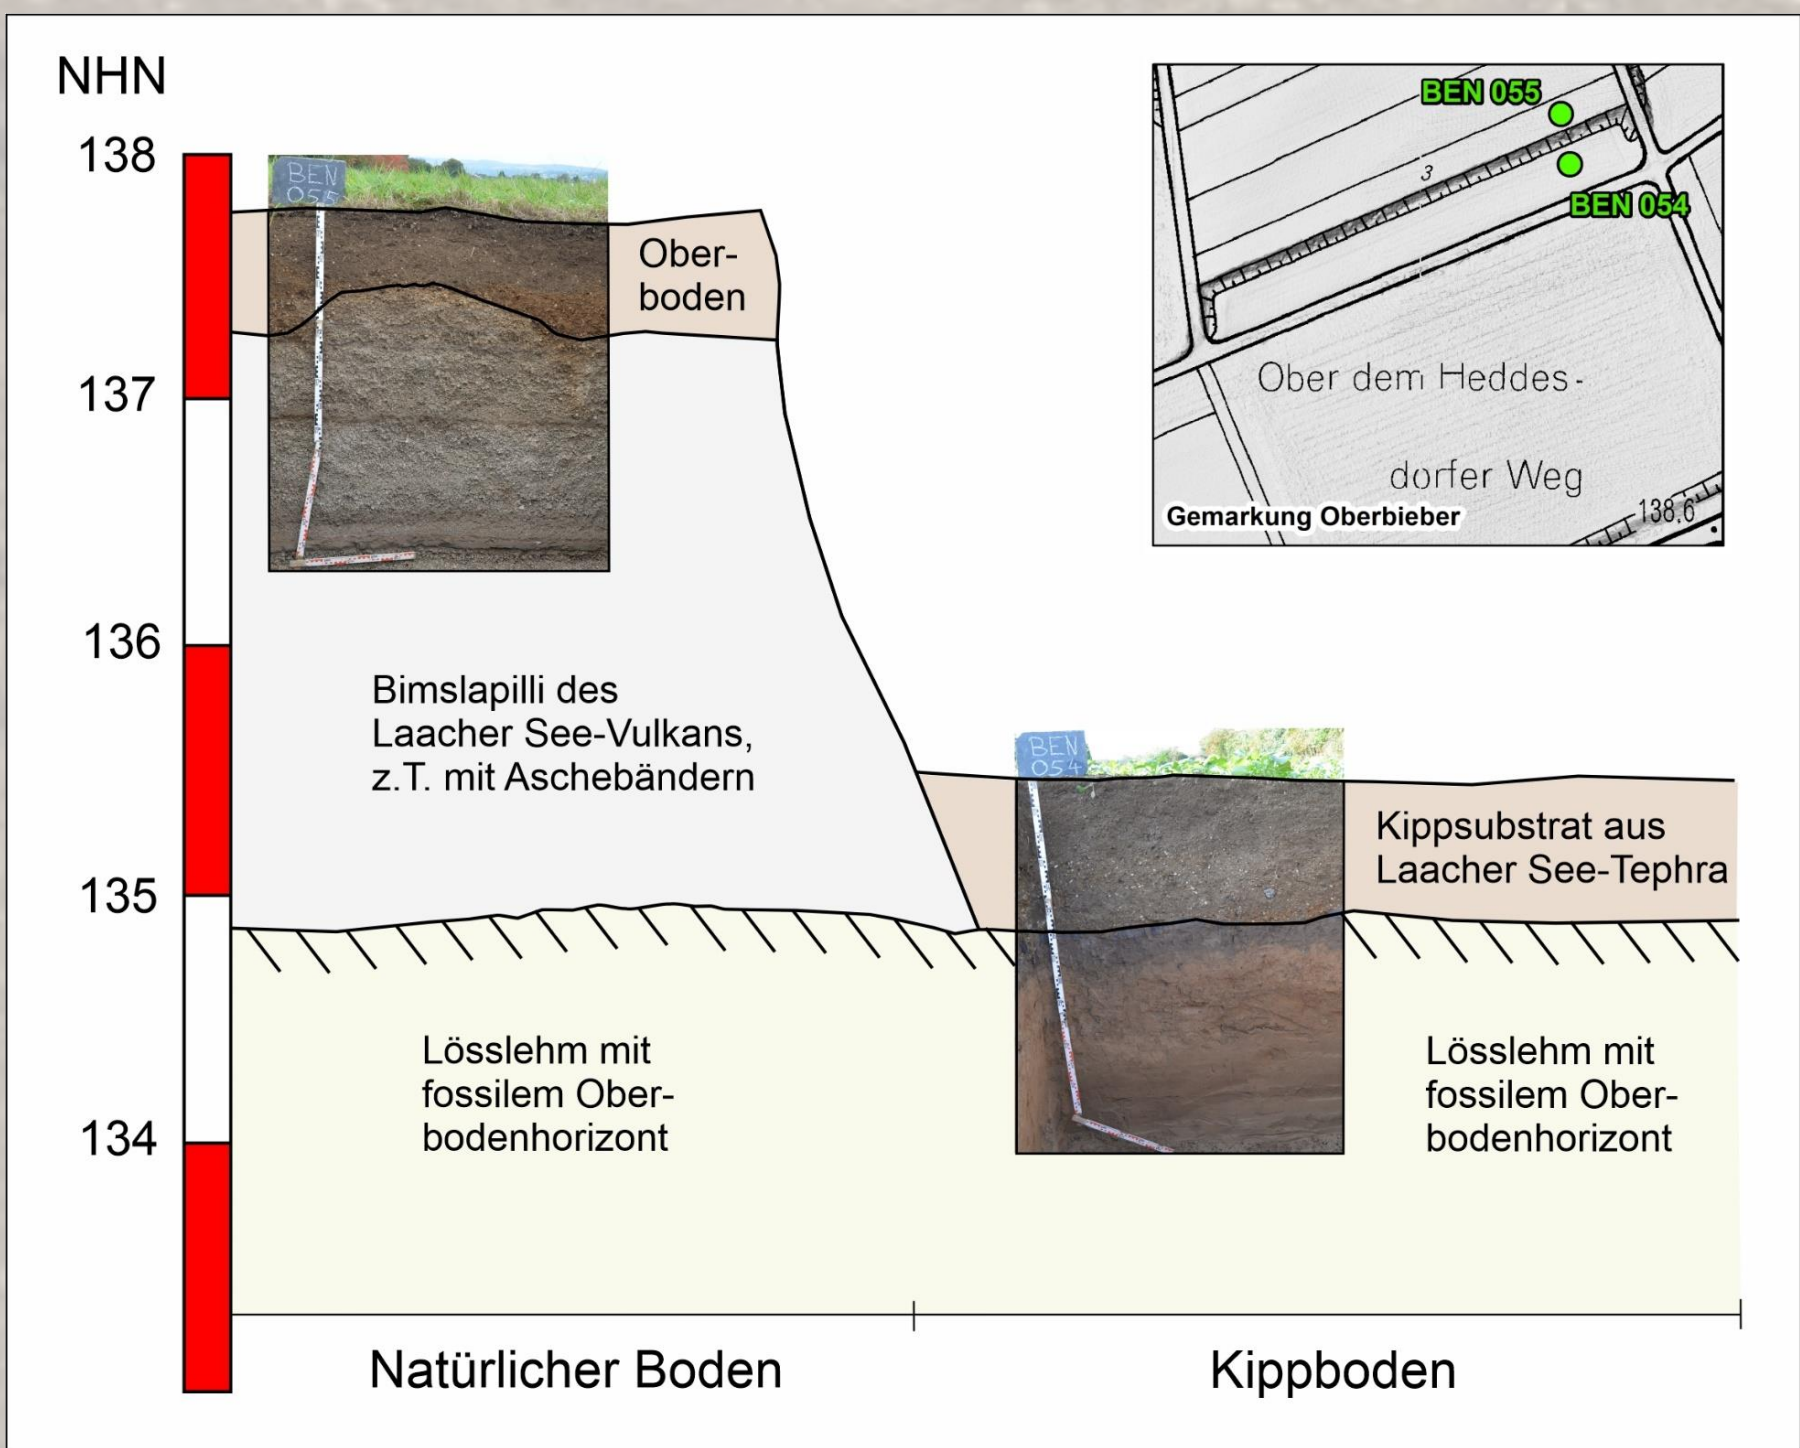 NHN
138
137
136
135
134
BEN
055
Ober-
boden
Bimslapilli des
Laacher See-Vulkans,
z.T. mit Aschebändern
Lösslehm mit
fossilem Ober-
bodenhorizont
BEN 055
3
BEN 054
Ober dem Heddes-
dorfer Weg
138,6
Gemarkung Oberbieber
BEN
054
Kippsubstrat aus
Laacher See-Tephra
Lösslehm mit
fossilem Ober-
bodenhorizont
Natürlicher Boden
Kippboden